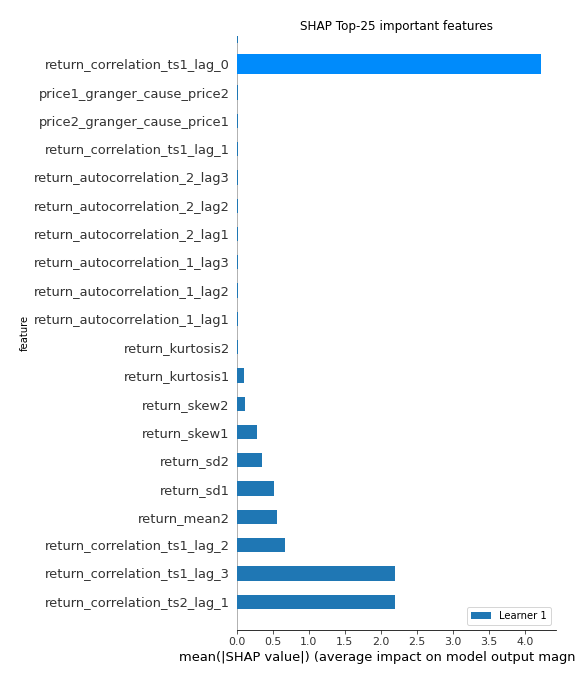 SHAP Top-25 important features
return_correlation_ts1_lag_0
price1_granger_cause_price2
price2_granger_cause_price1
return_correlation_ts1_lag_1
return_autocorrelation_2_lag3
return_autocorrelation_2_lag2
return_autocorrelation_2_lag1
return_autocorrelation_1_lag3
return_autocorrelation_1_lag2
return_autocorrelation_1_lag1
feature
return_kurtosis2
return_kurtosis1
return_skew2
return_skew1
return_sd2
return_sd1
return_mean2
return_correlation_ts1_lag_2
return_correlation_ts1_lag_3
return_correlation_ts2_lag_1
Learner 1
0.0 0.5 1.0 1.5 2.0 2.5 3.0 3.5 4.0
mean(|SHAP value|) (average impact on model output magn